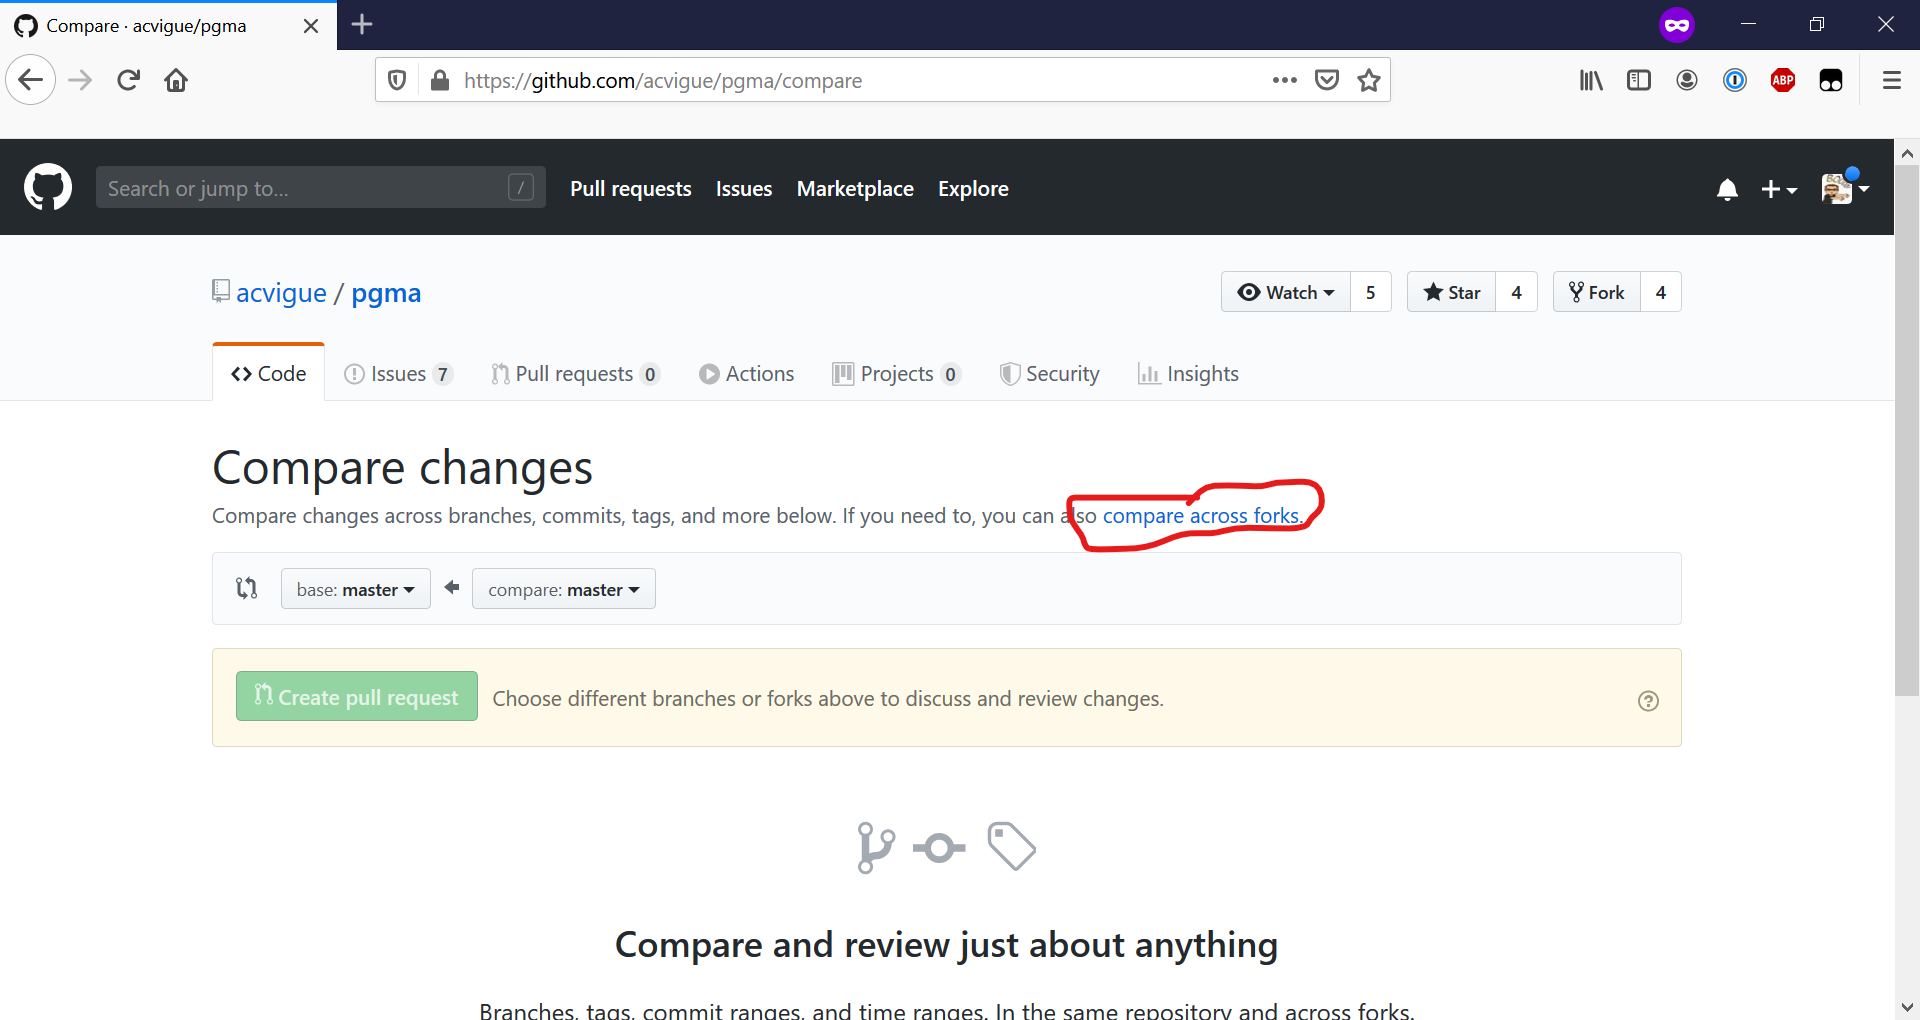 Compare · acvigue/pgma
https://github.com/acvigue/pgma/compare
ABP
Search or jump to... /
Pull requests Issues Marketplace Explore
acvigue / pgma
Watch 5 Star 4 Fork 4
Code Issues 7 Pull requests 0 Actions Projects 0 Security Insights
Compare changes
Compare changes across branches, commits, tags, and more below. If you need to, you can also compare across forks.
base: master compare: master
Create pull request Choose different branches or forks above to discuss and review changes.
Compare and review just about anything
Branches, tags, commit ranges, and time ranges. In the same repository and across forks.